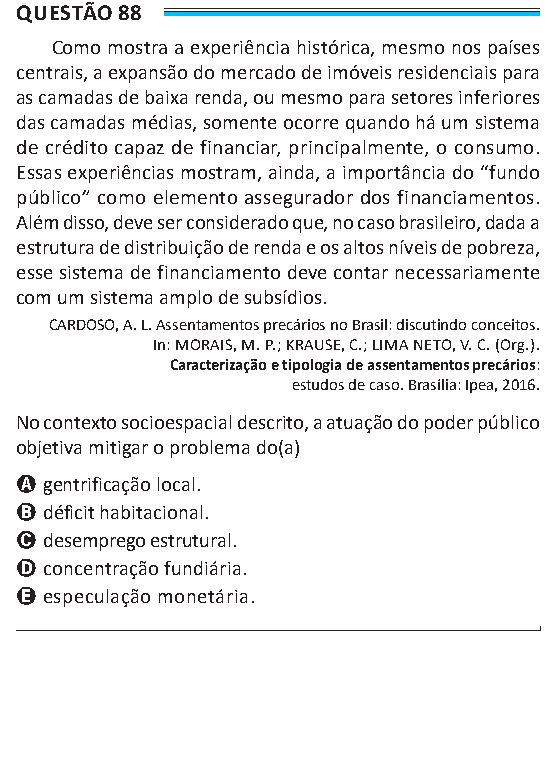 QUESTÃO 88
Como mostra a experiência histórica, mesmo nos países
centrais, a expansão do mercado de imóveis residenciais para
as camadas de baixa renda, ou mesmo para setores inferiores
das camadas médias, somente ocorre quando há um sistema
de crédito capaz de financiar, principalmente, o consumo.
Essas experiências mostram, ainda, a importância do “fundo
público” como elemento assegurador dos financiamentos.
Além disso, deve ser considerado que, no caso brasileiro, dada a
estrutura de distribuição de renda e os altos níveis de pobreza,
esse sistema de financiamento deve contar necessariamente
com um sistema amplo de subsídios.
CARDOSO, A. L. Assentamentos precários no Brasil: discutindo conceitos.
In: MORAIS, M. P.; KRAUSE, C.; LIMA NETO, V. C. (Org.).
Caracterização e tipologia de assentamentos precários:
estudos de caso. Brasília: Ipea, 2016.
No contexto socioespacial descrito, a atuação do poder público
objetiva mitigar o problema do(a)
A gentrificação local.
B déficit habitacional.
C desemprego estrutural.
D concentração fundiária.
E especulação monetária.